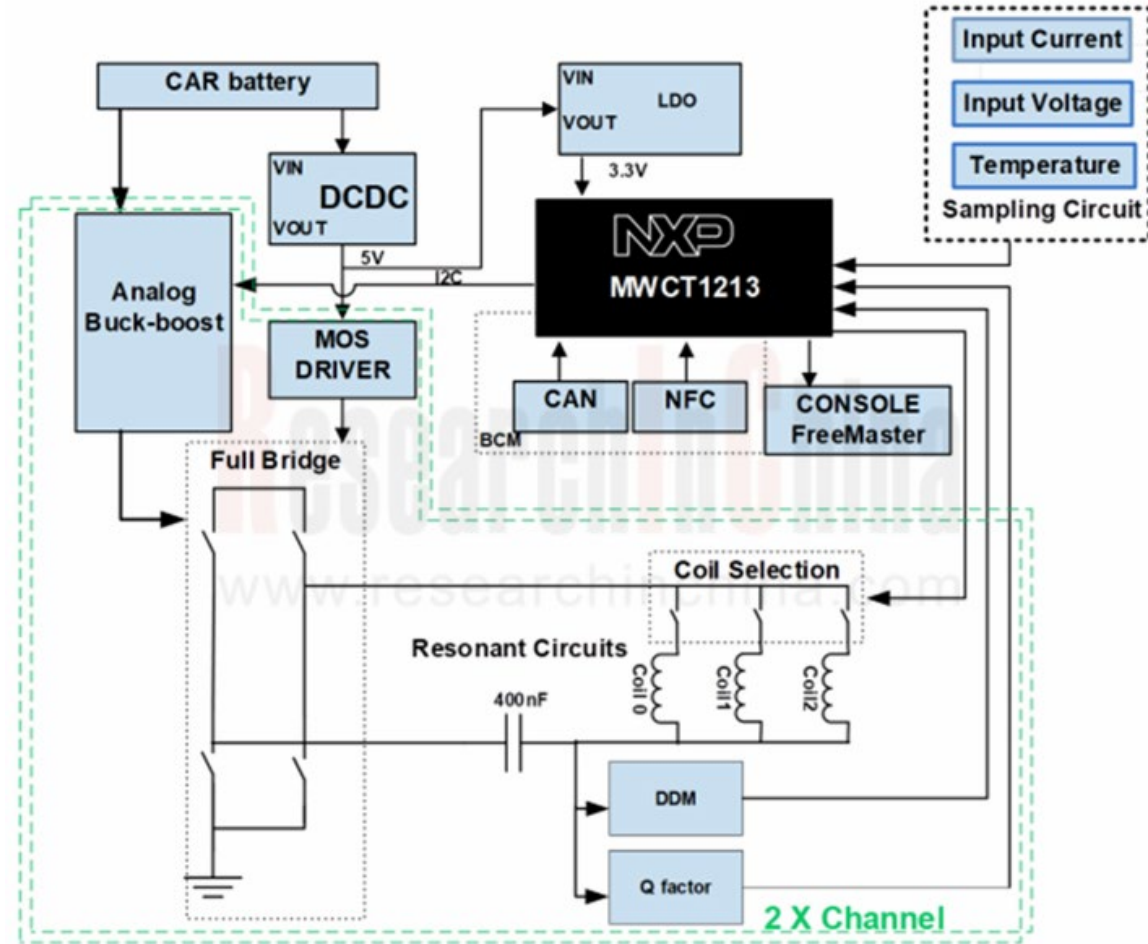 Input Current
CAR battery
VIN
LDO
VOUT
Input Voltage
VIN
DCDC
VOUT
3.3V
Temperature
Sampling Circuit
5V
I2C
NXP
MWCT1213
Analog
Buck-boost
MOS
DRIVER
CAN
NFC
CONSOLE
FreeMaster
BCM
Full Bridge
ResearchInChina
www.researchinchina.com
Coil Selection
Resonant Circuits
Coil 0
Coil1
Coil2
400nF
DDM
Q factor
2 X Channel